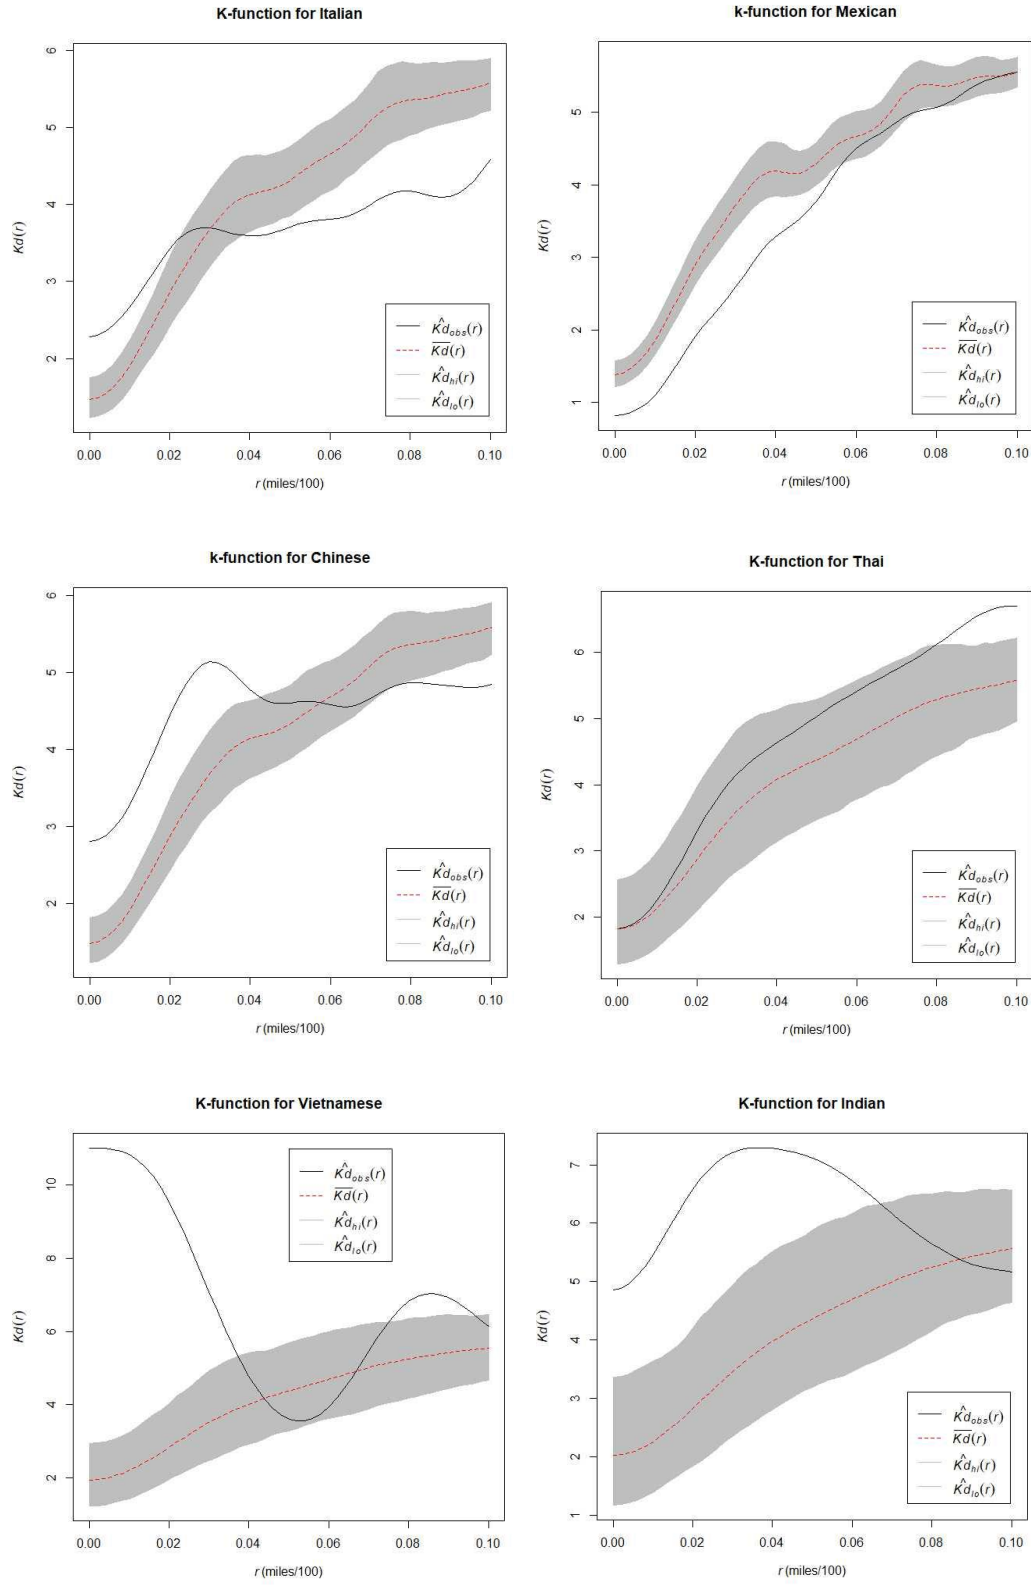 K-function for Italian
6
5
4
3
2
Kd(r)
K̂d_obs(r)
K̅d̅(r)
K̂d_hi(r)
K̂d_lo(r)
0.00 0.02 0.04 0.06 0.08 0.10
r (miles/100)
k-function for Mexican
5
4
3
2
1
Kd(r)
K̂d_obs(r)
K̅d̅(r)
K̂d_hi(r)
K̂d_lo(r)
0.00 0.02 0.04 0.06 0.08 0.10
r (miles/100)
k-function for Chinese
6
5
4
3
2
Kd(r)
K̂d_obs(r)
K̅d̅(r)
K̂d_hi(r)
K̂d_lo(r)
0.00 0.02 0.04 0.06 0.08 0.10
r (miles/100)
K-function for Thai
6
5
4
3
2
Kd(r)
K̂d_obs(r)
K̅d̅(r)
K̂d_hi(r)
K̂d_lo(r)
0.00 0.02 0.04 0.06 0.08 0.10
r (miles/100)
K-function for Vietnamese
10
8
6
4
2
Kd(r)
K̂d_obs(r)
K̅d̅(r)
K̂d_hi(r)
K̂d_lo(r)
0.00 0.02 0.04 0.06 0.08 0.10
r (miles/100)
K-function for Indian
7
6
5
4
3
2
1
Kd(r)
K̂d_obs(r)
K̅d̅(r)
K̂d_hi(r)
K̂d_lo(r)
0.00 0.02 0.04 0.06 0.08 0.10
r (miles/100)